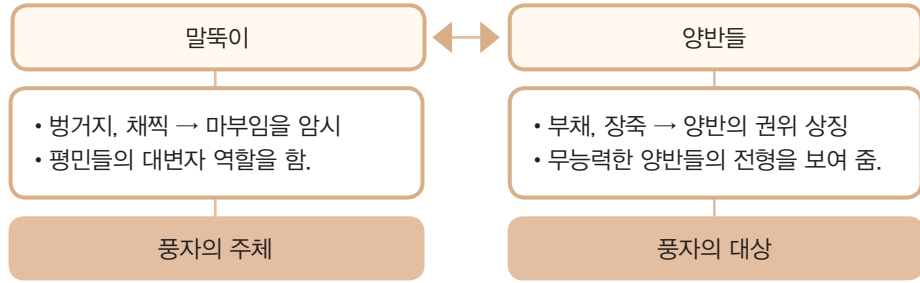 말뚝이
양반들
• 벙거지, 채찍 → 마부임을 암시
• 평민들의 대변자 역할을 함.
• 부채, 장죽 → 양반의 권위 상징
• 무능력한 양반들의 전형을 보여 줌.
풍자의 주체
풍자의 대상